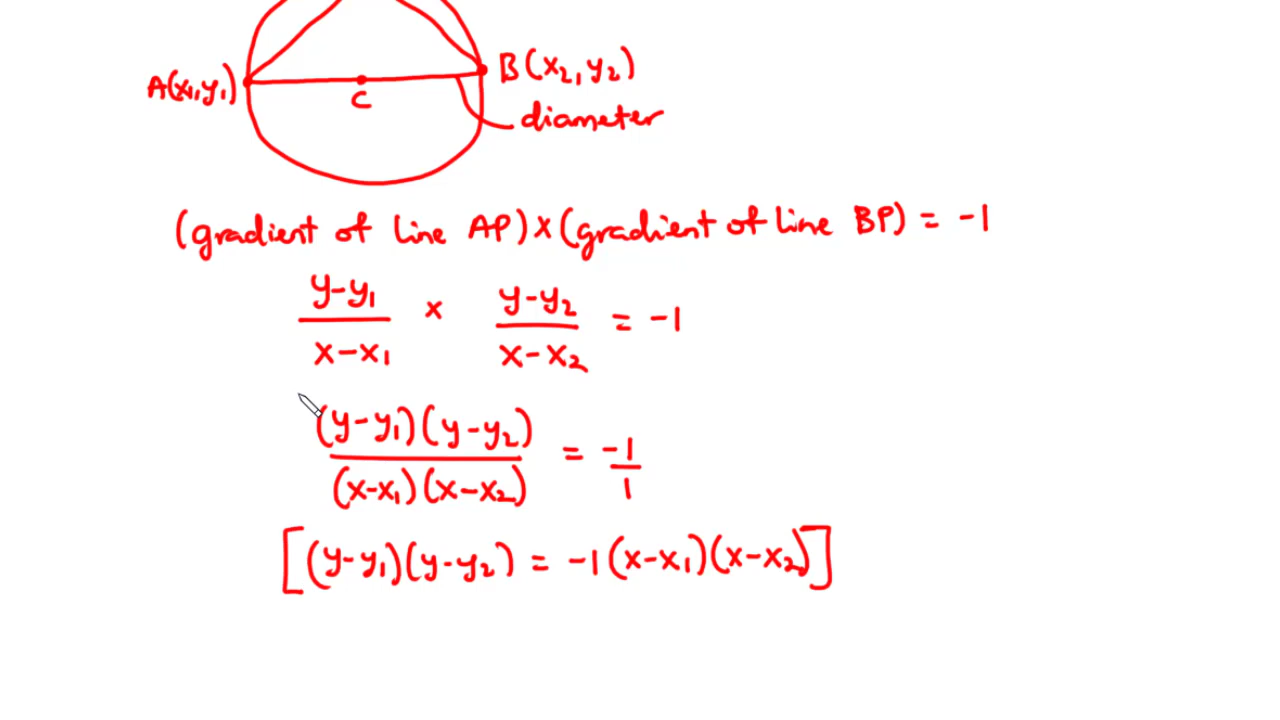 A(x₁,y₁)
B(x₂,y₂)
C
diameter
(gradient of line AP)×(gradient of line BP) = -1
y-y₁ × y-y₂ = -1
x-x₁ x-x₂
(y-y₁)(y-y₂) = -1
(x-x₁)(x-x₂) 1
[(y-y₁)(y-y₂) = -1(x-x₁)(x-x₂)]